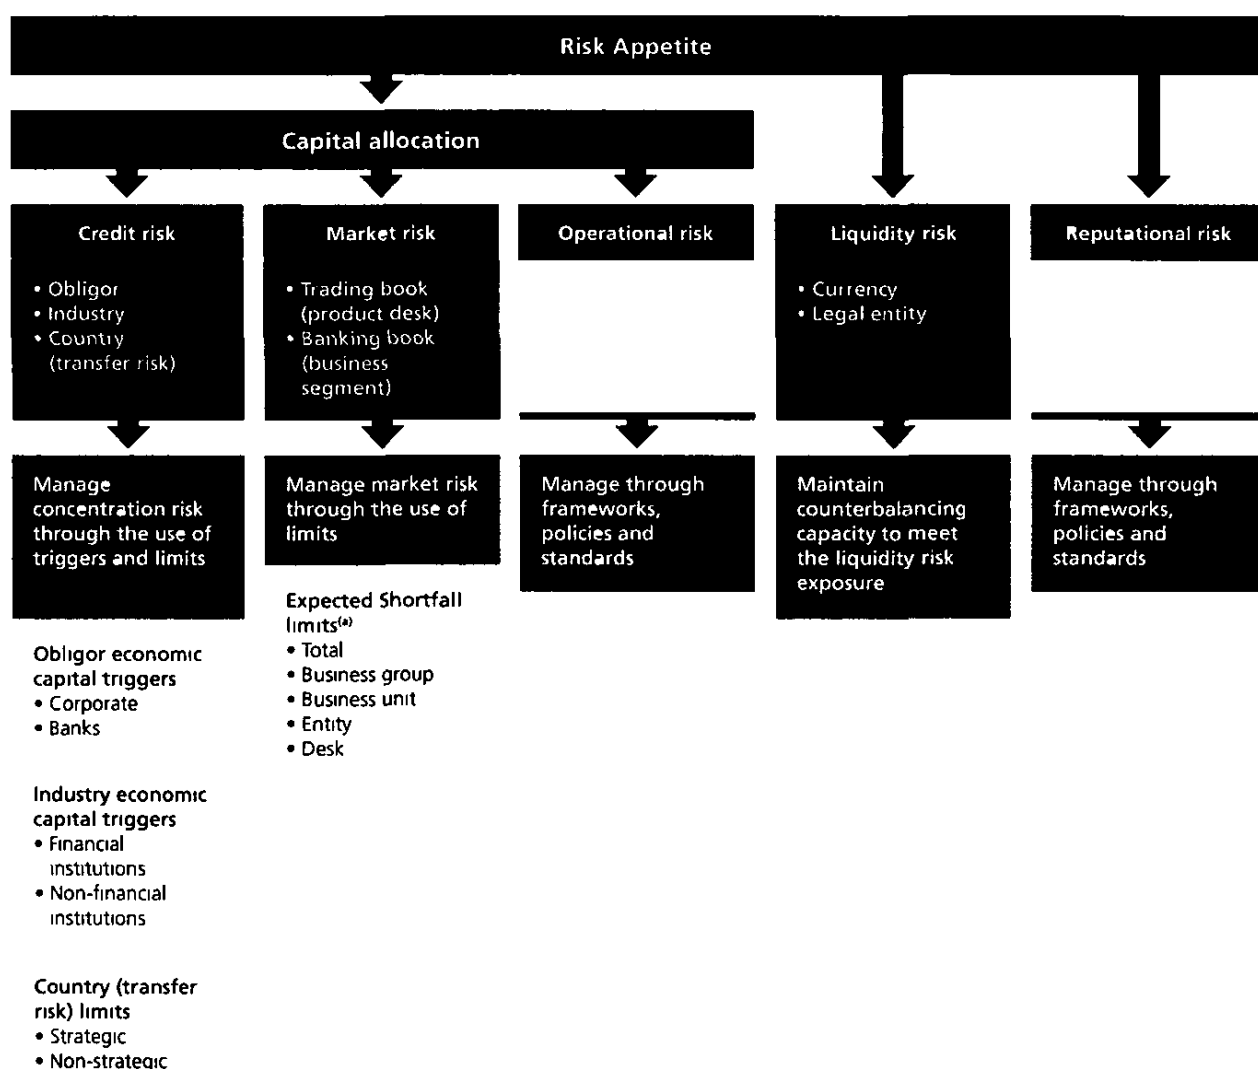 Risk Appetite
Capital allocation
Credit risk
• Obligor
• Industry
• Country
(transfer risk)
Market risk
• Trading book
(product desk)
• Banking book
(business
segment)
Operational risk
Liquidity risk
• Currency
• Legal entity
Reputational risk
Manage
concentration risk
through the use of
triggers and limits
Manage market risk
through the use of
limits
Manage through
frameworks,
policies and
standards
Maintain
counterbalancing
capacity to meet
the liquidity risk
exposure
Manage through
frameworks,
policies and
standards
Obligor economic
capital triggers
• Corporate
• Banks
Industry economic
capital triggers
• Financial
institutions
• Non-financial
institutions
Country (transfer
risk) limits
• Strategic
• Non-strategic
Expected Shortfall
limits(a)
• Total
• Business group
• Business unit
• Entity
• Desk